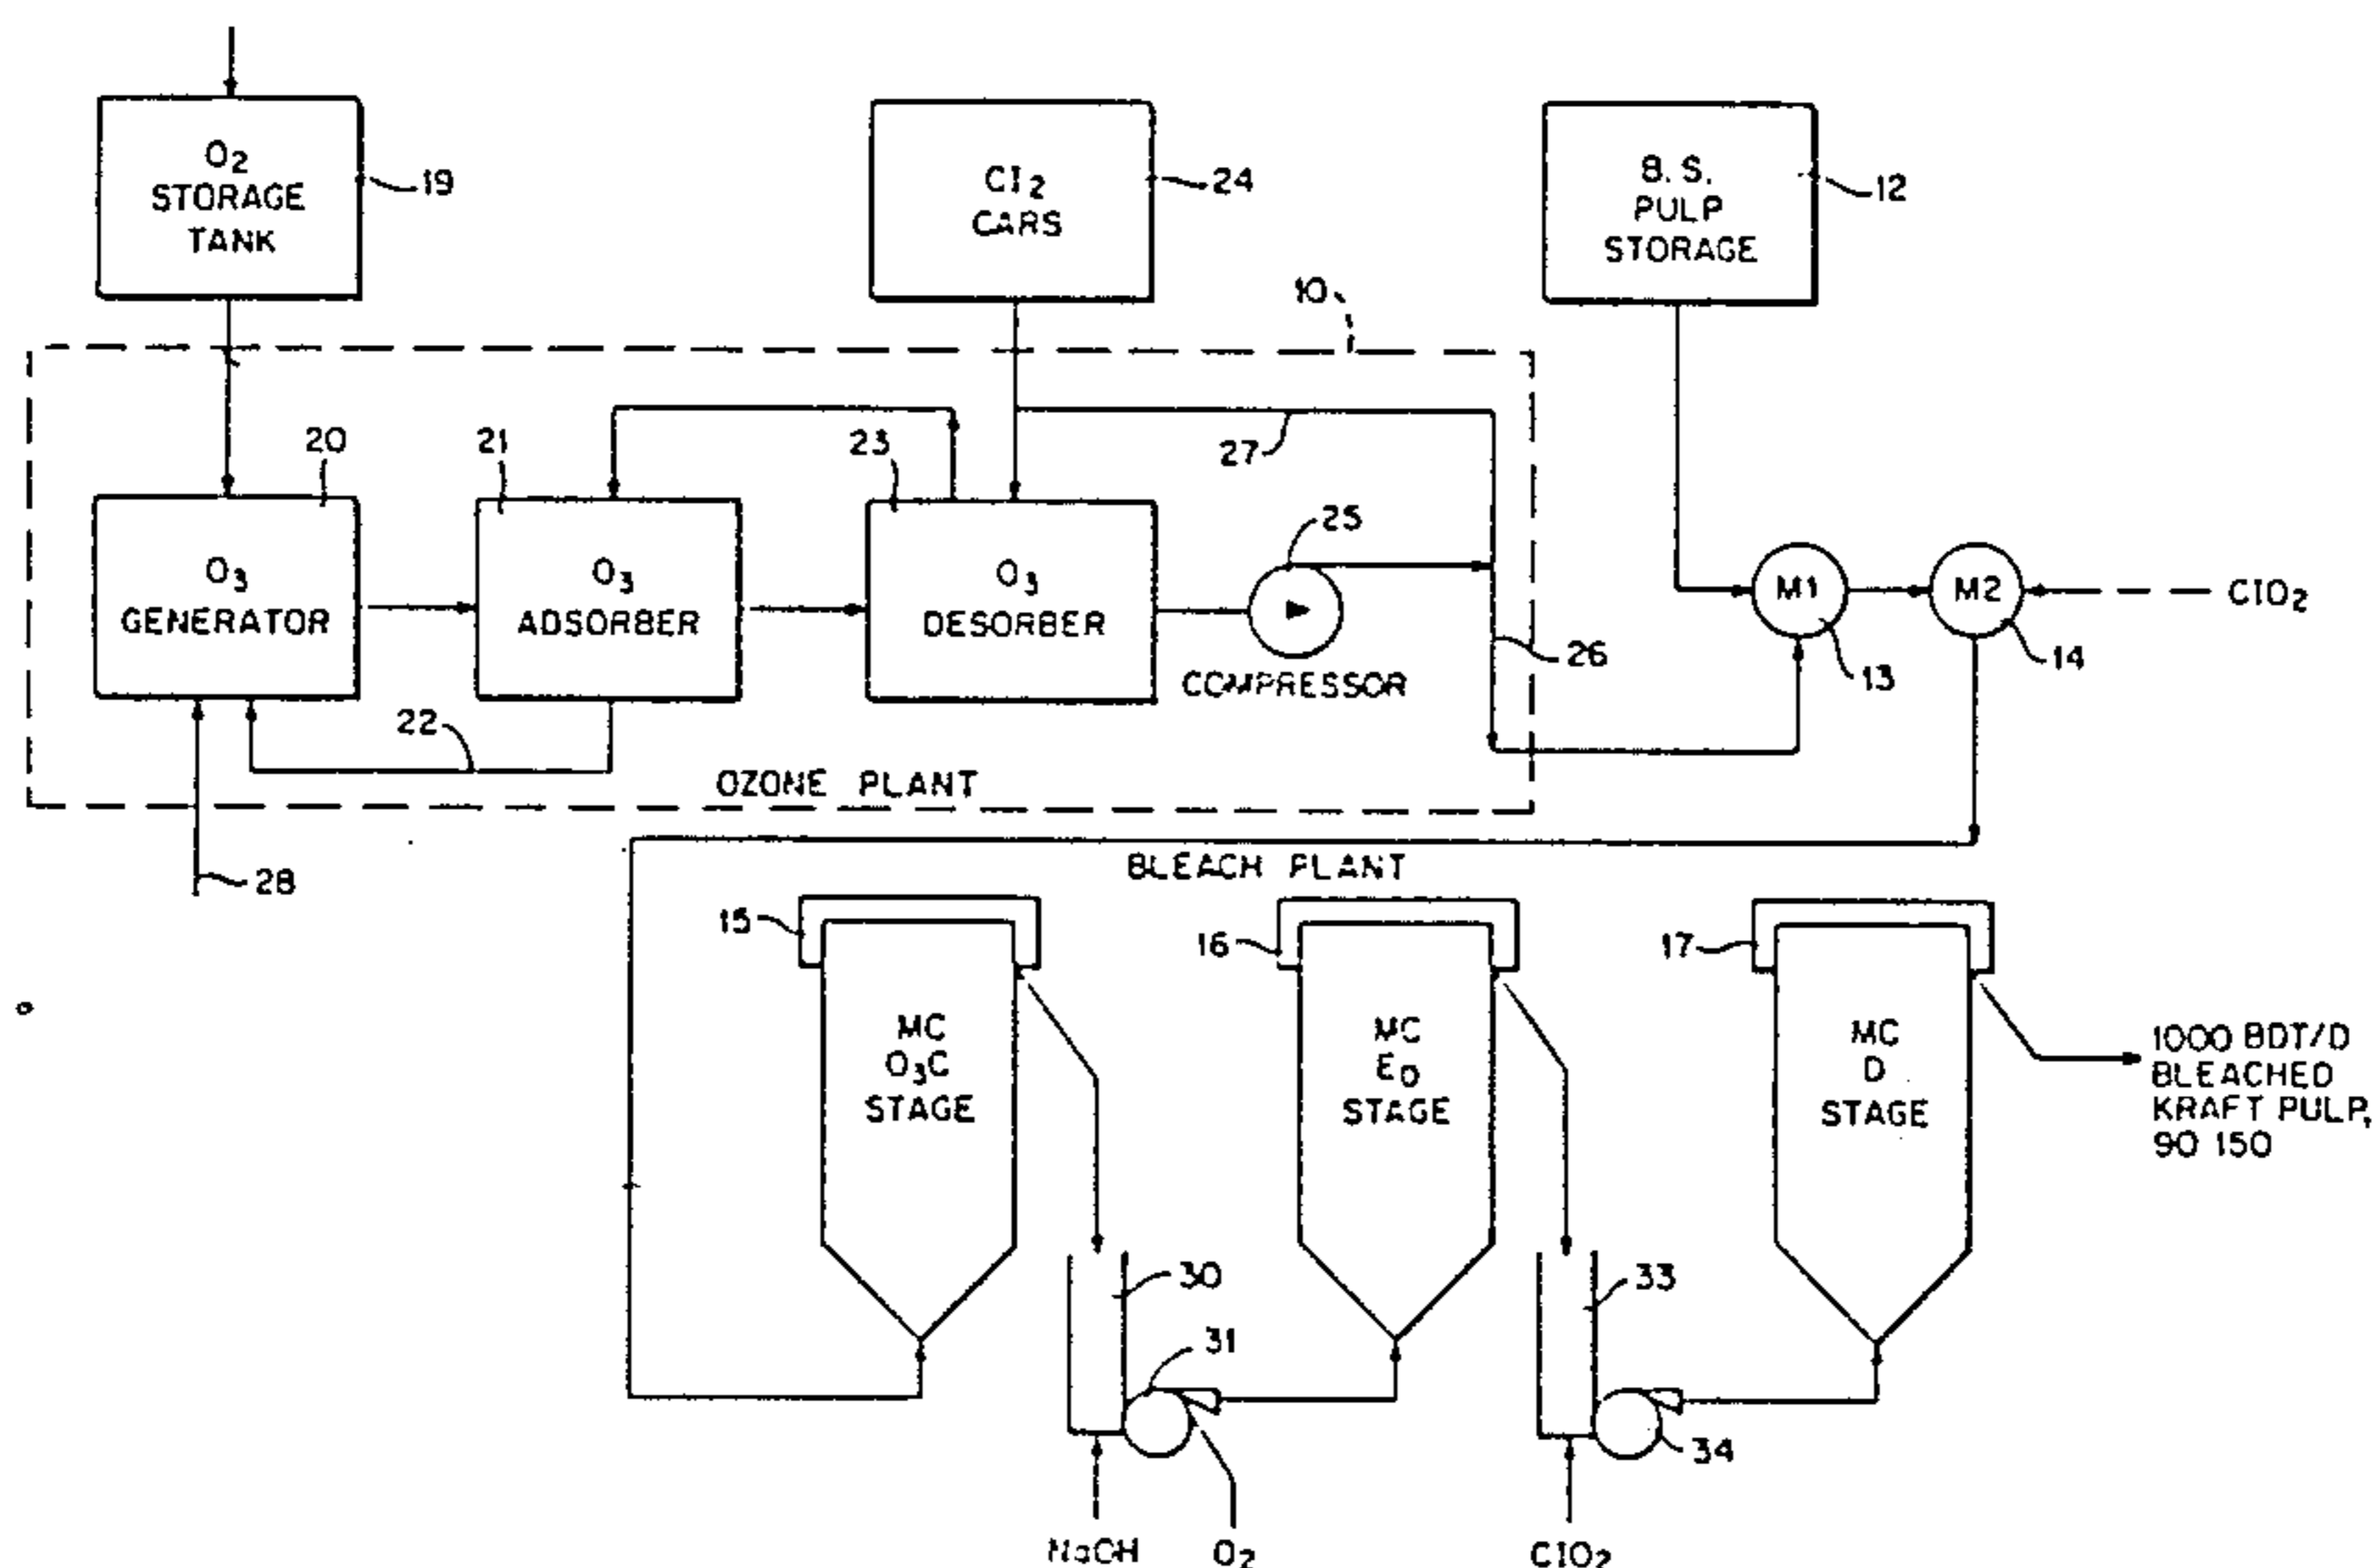 O2
STORAGE
TANK
19
Cl2
CARS
24
B. S.
PULP
STORAGE
12
10
20
21
23
27
25
O3
GENERATOR
O3
ADSORBER
O3
DESORBER
COMPRESSOR
26
M1
M2
ClO2
13
14
22
OZONE PLANT
28
BLEACH PLANT
15
16
17
MC
O3C
STAGE
MC
EO
STAGE
MC
D
STAGE
1000 BDT/D
BLEACHED
KRAFT PULP,
90 ISO
30
31
33
34
NaOH
O2
ClO2